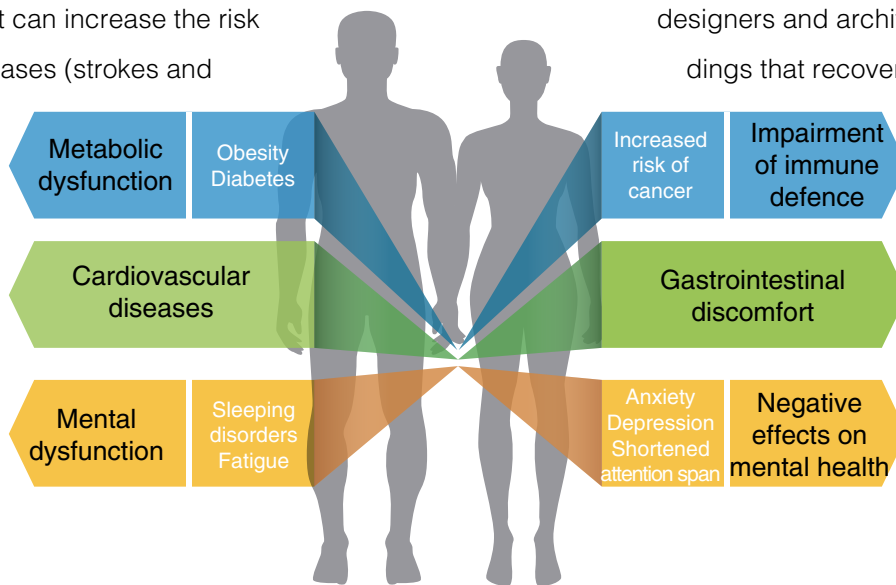 t can increase the risk
ases (strokes and
designers and archi
dings that recover
Metabolic
dysfunction
Obesity
Diabetes
Increased
risk of
cancer
Impairment
of immune
defence
Cardiovascular
diseases
Gastrointestinal
discomfort
Mental
dysfunction
Sleeping
disorders
Fatigue
Anxiety
Depression
Shortened
attention span
Negative
effects on
mental health